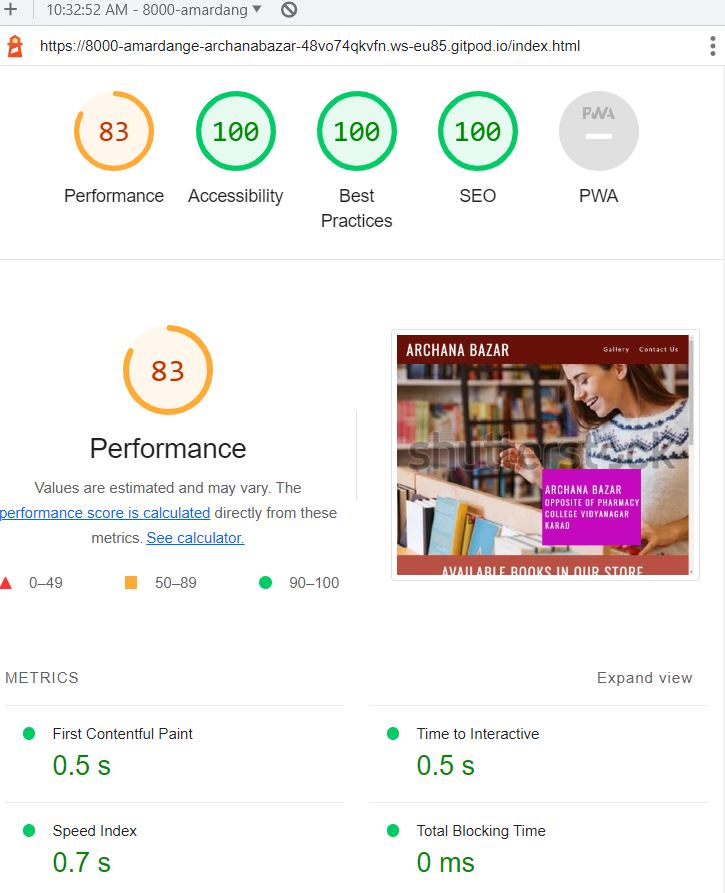 10:32:52 AM - 8000-amardang
https://8000-amardange-archanabazar-48vo74qkvfn.ws-eu85.gitpod.io/index.html
83
100
100
100
PWA
Performance
Accessibility
Best
Practices
SEO
PWA
83
Performance
Values are estimated and may vary. The
performance score is calculated directly from these
metrics. See calculator.
0–49
50–89
90–100
ARCHANA BAZAR
Gallery
Contact Us
shutterstock
ARCHANA BAZAR
OPPOSITE OF PHARMACY
COLLEGE VIDYANAGAR
KARAD
AVAILABLE BOOKS IN OUR STORE
METRICS
Expand view
First Contentful Paint
0.5 s
Time to Interactive
0.5 s
Speed Index
0.7 s
Total Blocking Time
0 ms